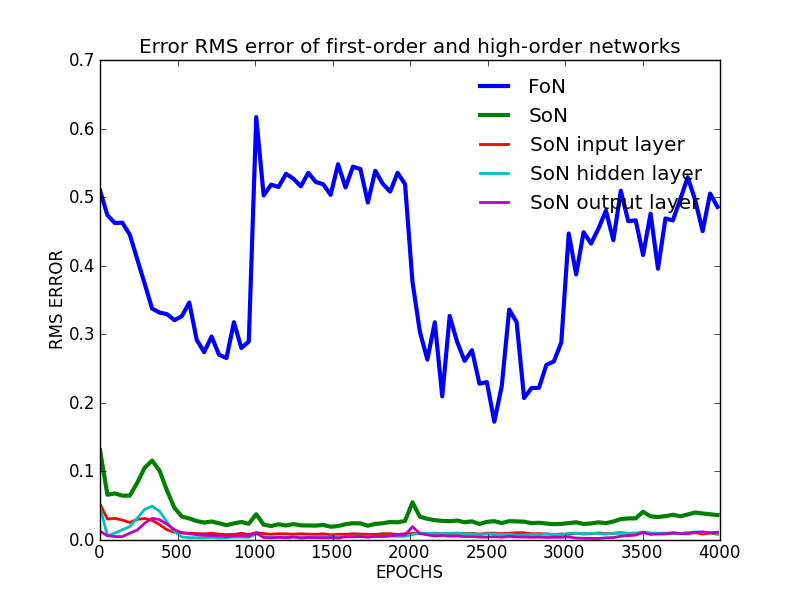 Error RMS error of first-order and high-order networks
0.7
0.6
0.5
0.4
0.3
0.2
0.1
0.0
RMS ERROR
FoN
SoN
SoN input layer
SoN hidden layer
SoN output layer
0 500 1000 1500 2000 2500 3000 3500 4000
EPOCHS